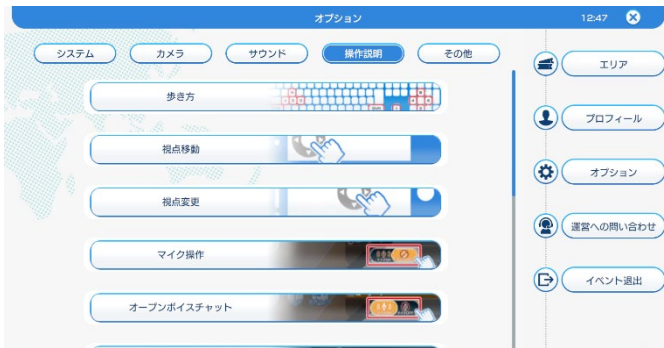 オプション
12:47
システム
カメラ
サウンド
操作説明
その他
歩き方
視点移動
視点変更
マイク操作
オープンボイスチャット
エリア
プロフィール
オプション
運営への問い合わせ
イベント退出